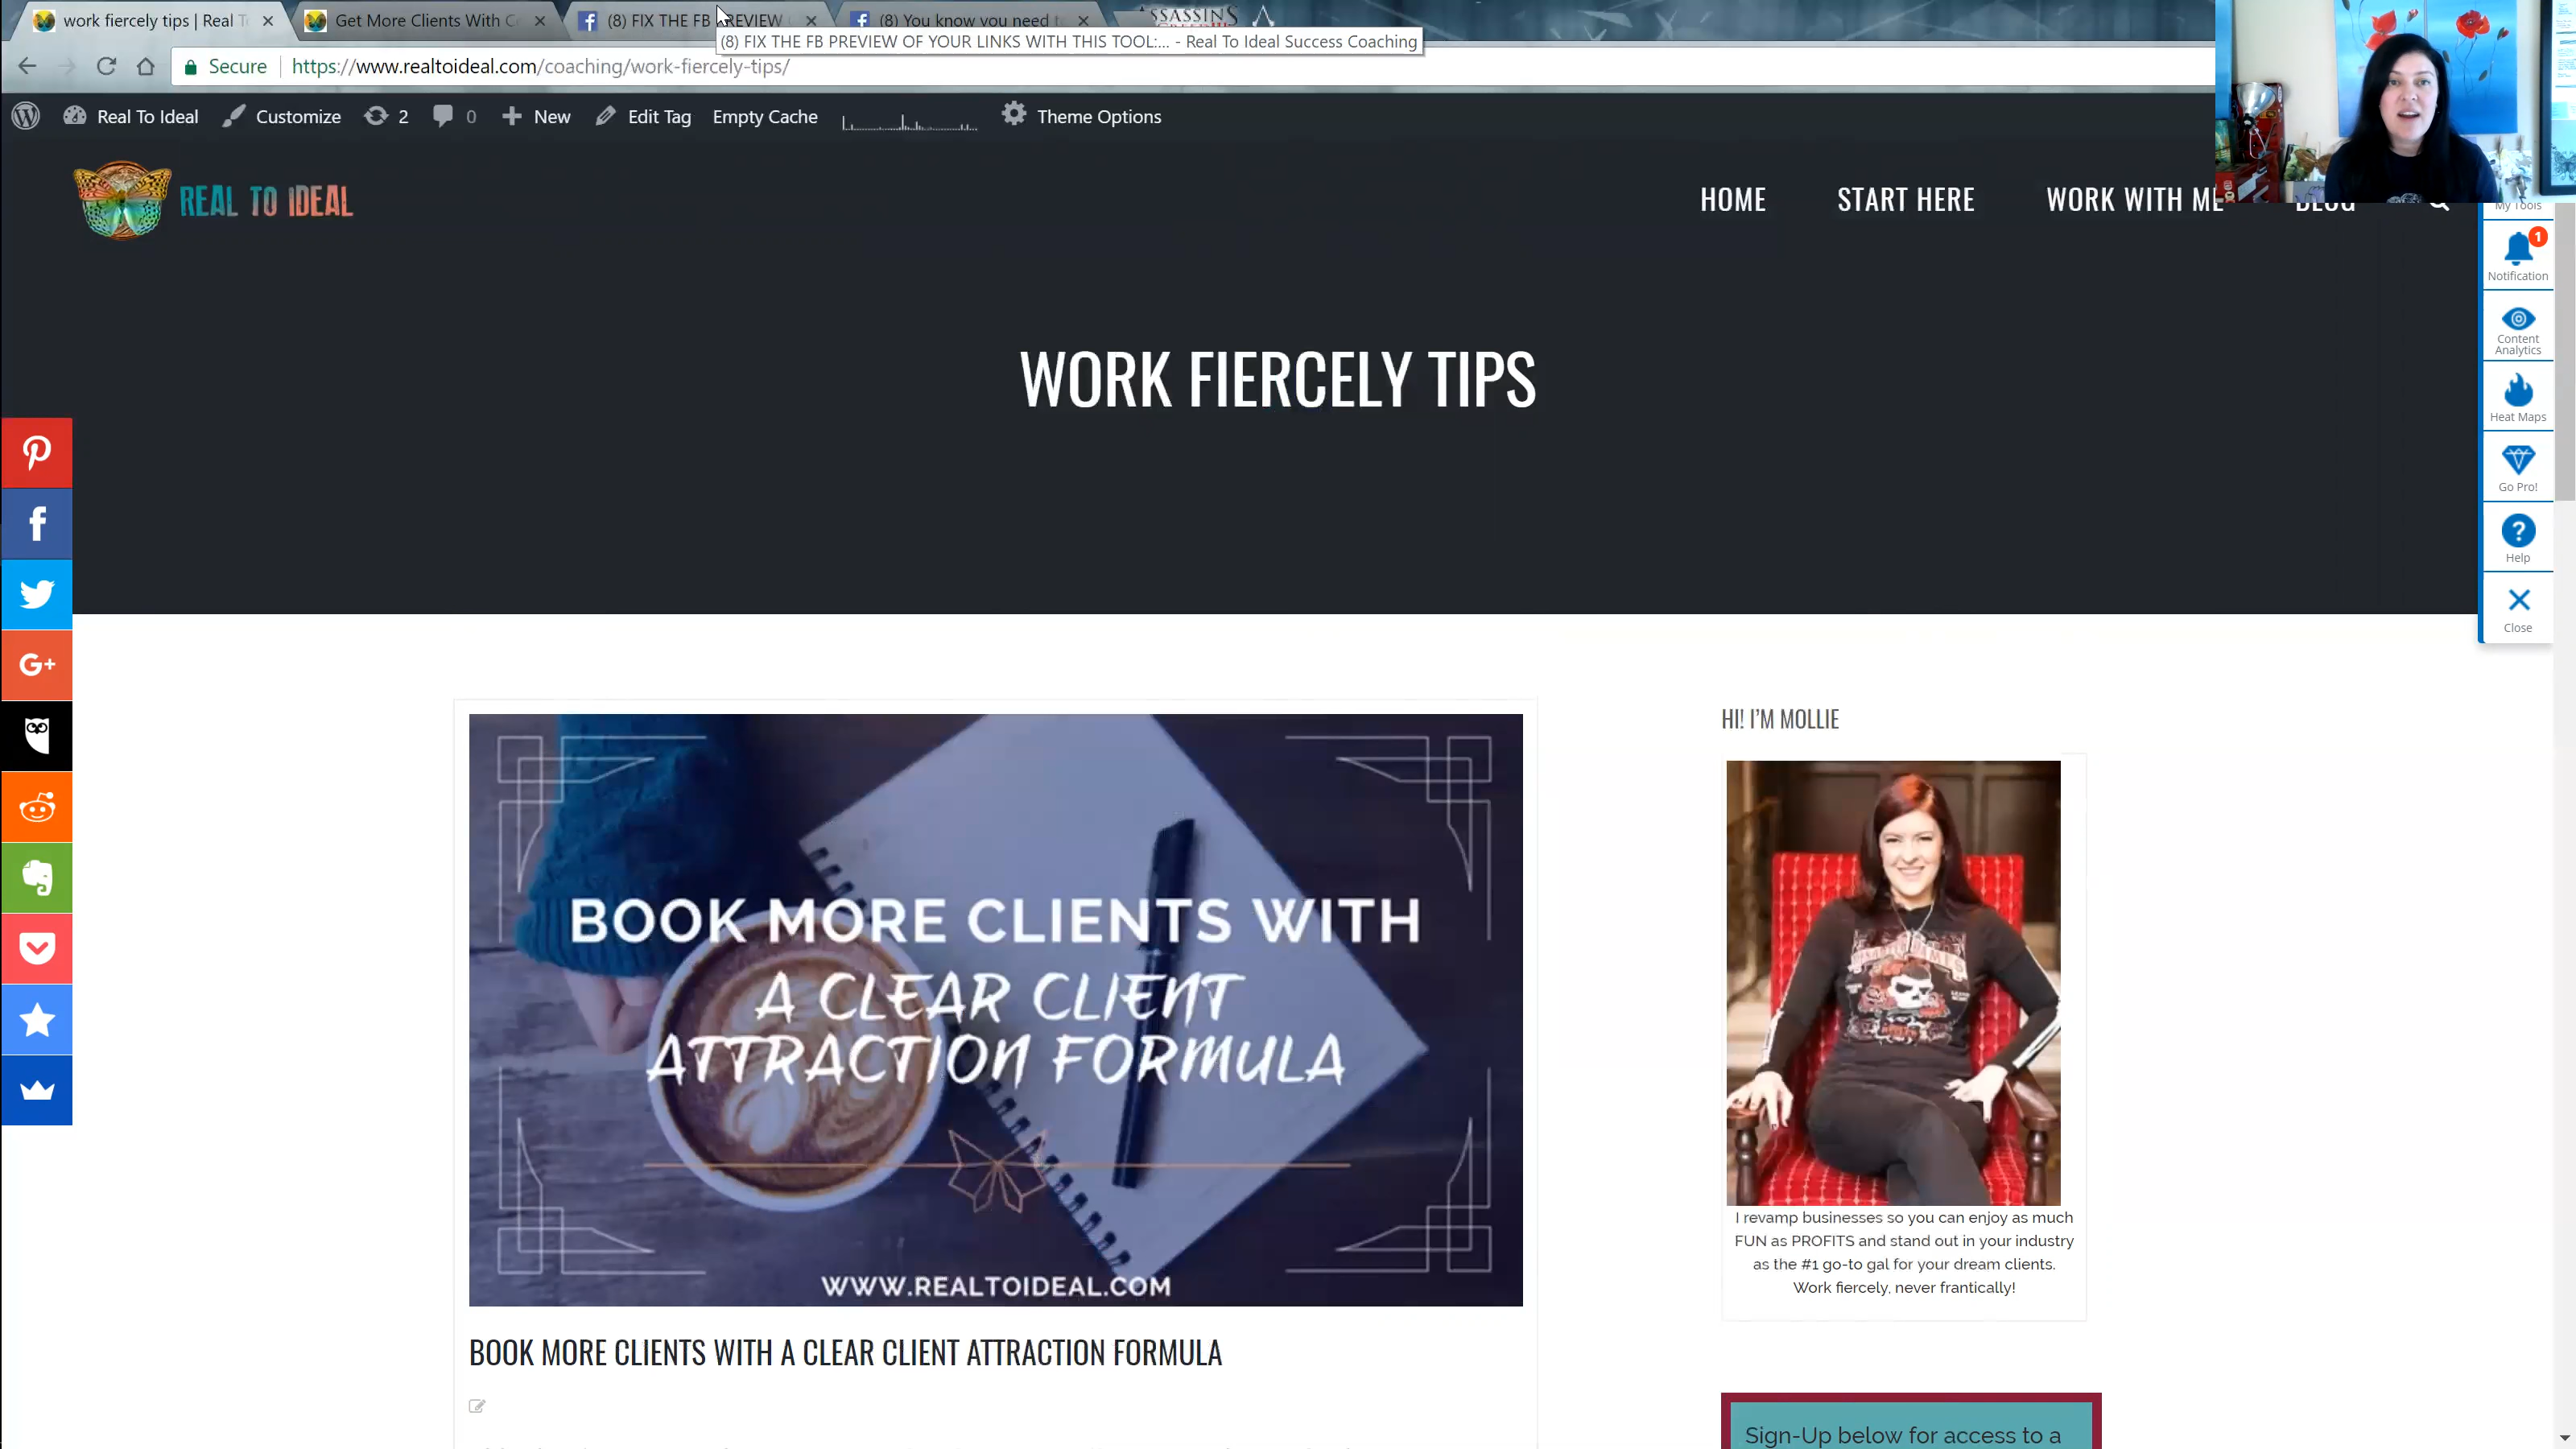 work fiercely tips | Real T
Get More Clients With C
(8) FIX THE FB PREVIEW
(8) You know you need t
ASSASSINS
(8) FIX THE FB PREVIEW OF YOUR LINKS WITH THIS TOOL:... - Real To Ideal Success Coaching
Secure https://www.realtoideal.com/coaching/work-fiercely-tips/
Real To Ideal Customize 2 0 New Edit Tag Empty Cache Theme Options
REAL TO IDEAL
HOME START HERE WORK WITH ME BLOG
My Tools
1
Notification
Content
Analytics
Heat Maps
Go Pro!
Help
Close
WORK FIERCELY TIPS
G+
BOOK MORE CLIENTS WITH
A CLEAR CLIENT
ATTRACTION FORMULA
WWW.REALTOIDEAL.COM
BOOK MORE CLIENTS WITH A CLEAR CLIENT ATTRACTION FORMULA
HI! I'M MOLLIE
I revamp businesses so you can enjoy as much
FUN as PROFITS and stand out in your industry
as the #1 go-to gal for your dream clients.
Work fiercely, never frantically!
Sign-Up below for access to a